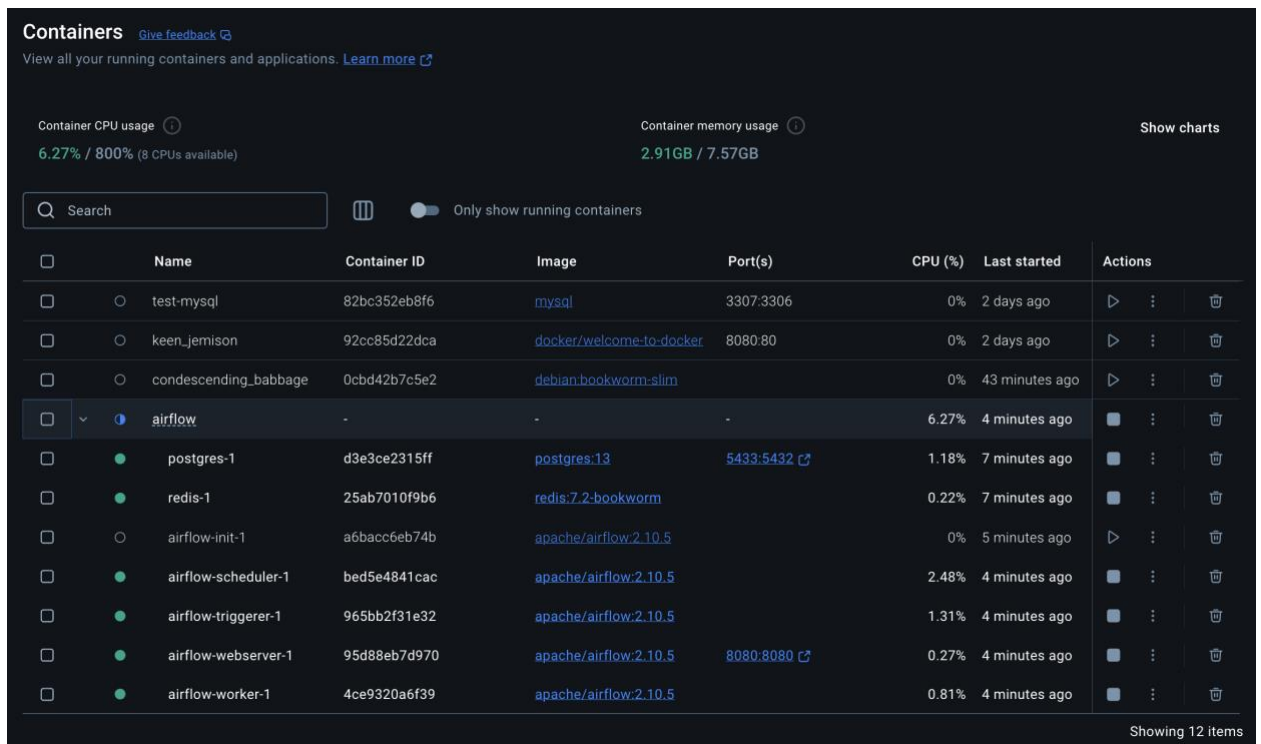 Containers Give feedback
View all your running containers and applications. Learn more
Container CPU usage
6.27% / 800% (8 CPUs available)
Container memory usage
2.91GB / 7.57GB
Show charts
Search
Only show running containers
Name Container ID Image Port(s) CPU (%) Last started Actions
test-mysql 82bc352eb8f6 mysql 3307:3306 0% 2 days ago
keen_jemison 92cc85d22dca docker/welcome-to-docker 8080:80 0% 2 days ago
condescending_babbage 0cbd42b7c5e2 debian:bookworm-slim 0% 43 minutes ago
airflow - - - 6.27% 4 minutes ago
postgres-1 d3e3ce2315ff postgres:13 5433:5432 1.18% 7 minutes ago
redis-1 25ab7010f9b6 redis:7.2-bookworm 0.22% 7 minutes ago
airflow-init-1 a6bacc6eb74b apache/airflow:2.10.5 0% 5 minutes ago
airflow-scheduler-1 bed5e4841cac apache/airflow:2.10.5 2.48% 4 minutes ago
airflow-triggerer-1 965bb2f31e32 apache/airflow:2.10.5 1.31% 4 minutes ago
airflow-webserver-1 95d88eb7d970 apache/airflow:2.10.5 8080:8080 0.27% 4 minutes ago
airflow-worker-1 4ce9320a6f39 apache/airflow:2.10.5 0.81% 4 minutes ago
Showing 12 items